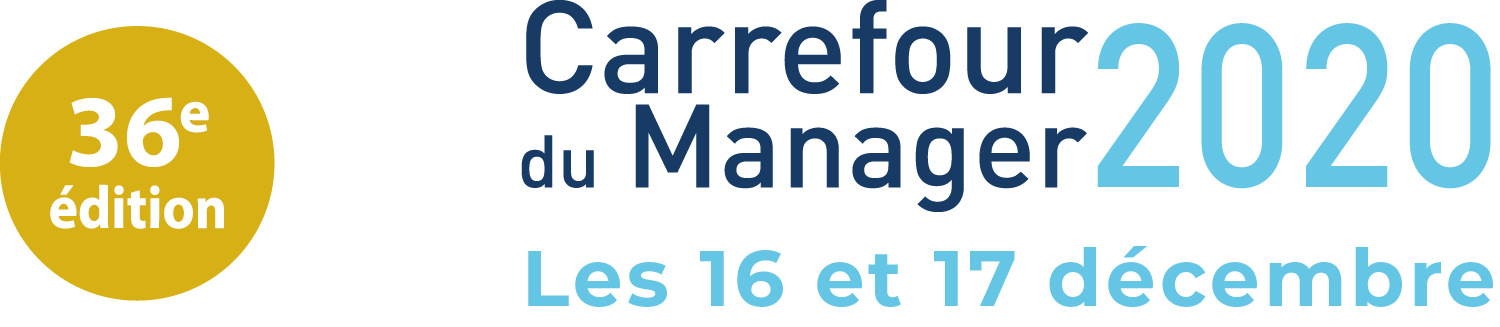 36e
édition
Carrefour
du Manager 2020
Les 16 et 17 décembre